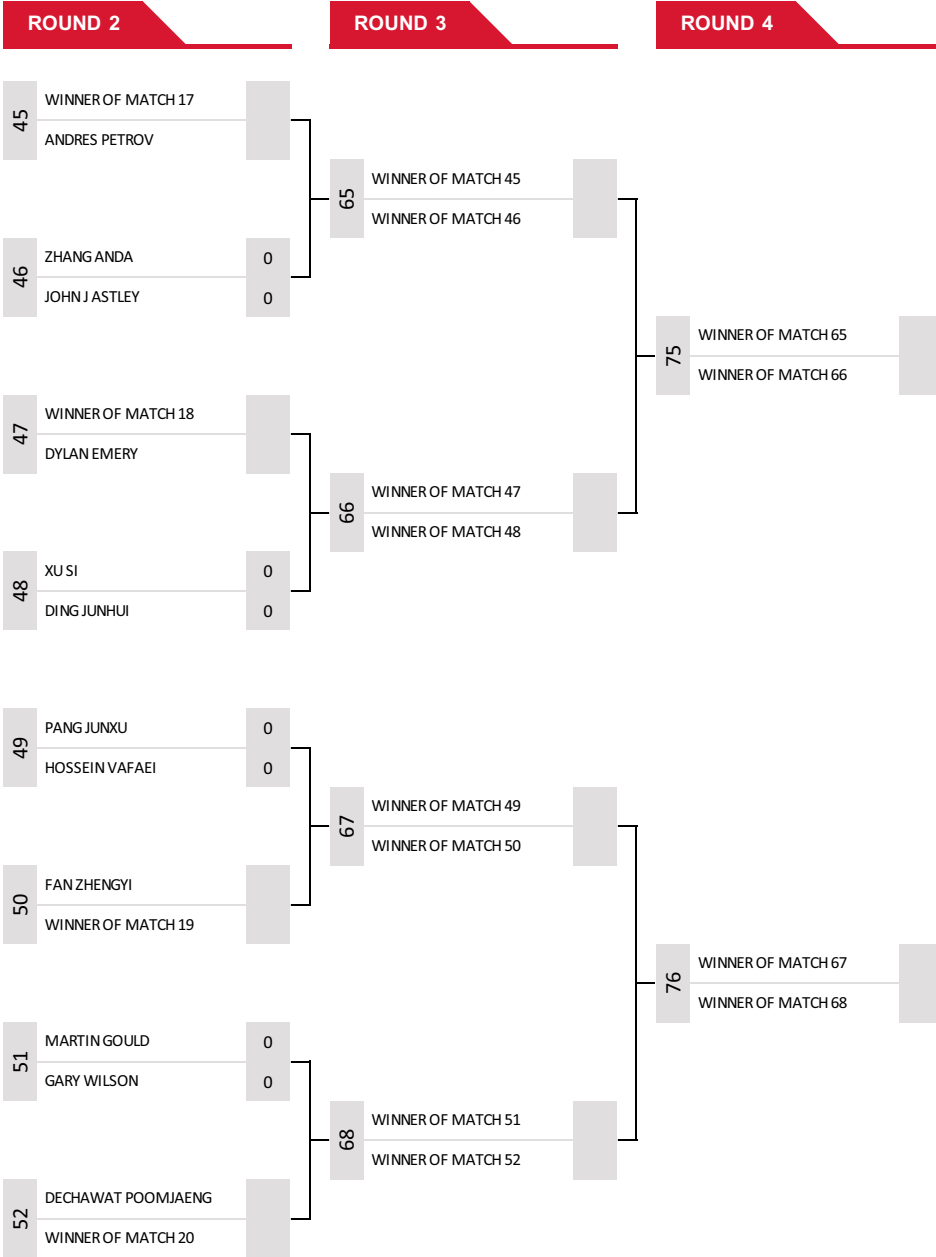 ROUND 2
ROUND 3
ROUND 4
45
WINNER OF MATCH 17
ANDRES PETROV
46
ZHANG ANDA 0
JOHN J ASTLEY 0
47
WINNER OF MATCH 18
DYLAN EMERY
48
XU SI 0
DING JUNHUI 0
49
PANG JUNXU 0
HOSSEIN VAFAEI 0
50
FAN ZHENGYI
WINNER OF MATCH 19
51
MARTIN GOULD 0
GARY WILSON 0
52
DECHAWAT POOMJAENG
WINNER OF MATCH 20
65
WINNER OF MATCH 45
WINNER OF MATCH 46
66
WINNER OF MATCH 47
WINNER OF MATCH 48
67
WINNER OF MATCH 49
WINNER OF MATCH 50
68
WINNER OF MATCH 51
WINNER OF MATCH 52
75
WINNER OF MATCH 65
WINNER OF MATCH 66
76
WINNER OF MATCH 67
WINNER OF MATCH 68